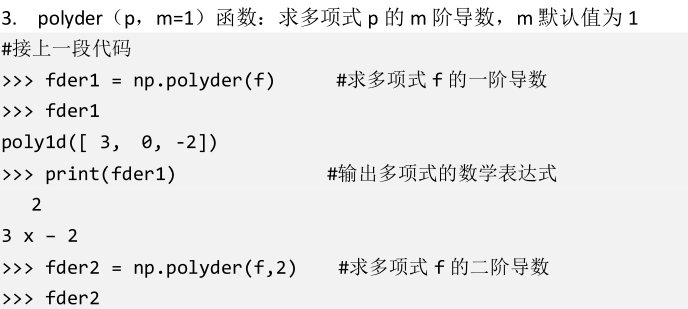 3. polyder（p，m=1）函数：求多项式 p 的 m 阶导数，m 默认值为 1
#接上一段代码
>>> fder1 = np.polyder(f)      #求多项式 f 的一阶导数
>>> fder1
poly1d([ 3,  0, -2])
>>> print(fder1)               #输出多项式的数学表达式
   2
3 x – 2
>>> fder2 = np.polyder(f,2)    #求多项式 f 的二阶导数
>>> fder2